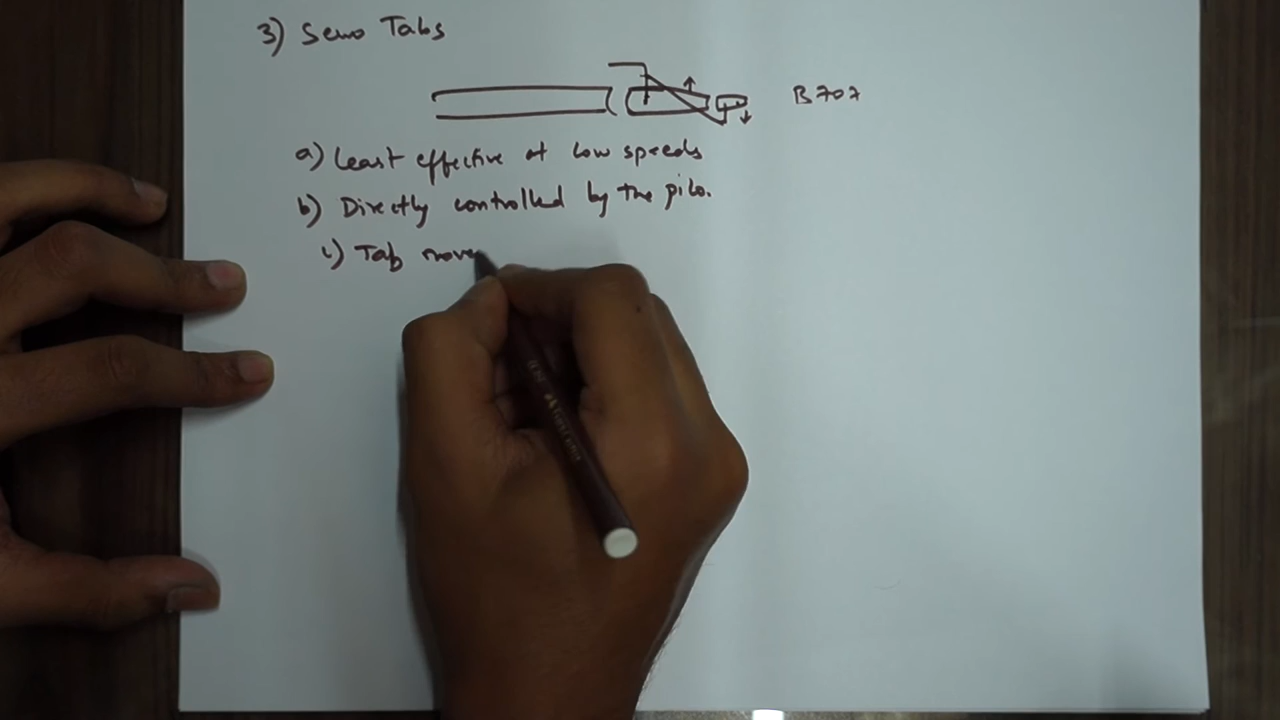 3) Servo Tabs
B707
a) Least effective at low speeds
b) Directly controlled by the pilo.
c) Tab move